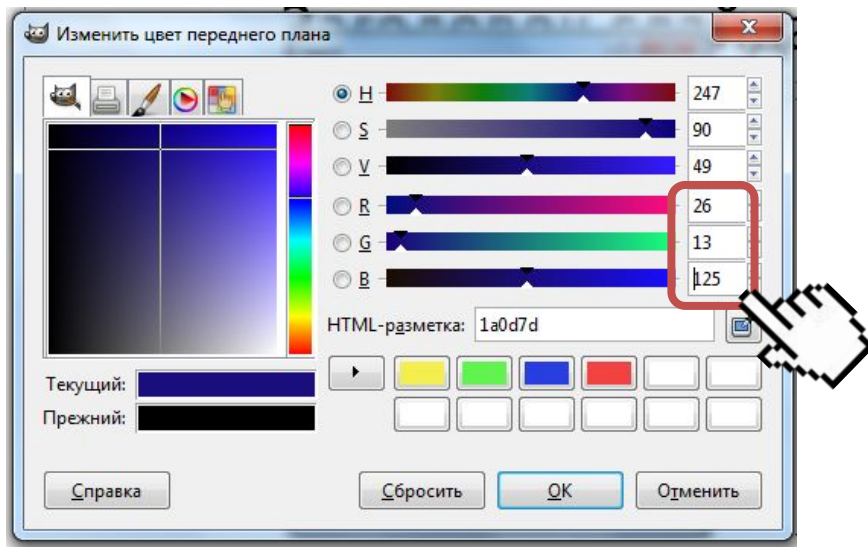 Изменить цвет переднего плана
H 247
S 90
V 49
R 26
G 13
B 125
HTML-разметка: 1a0d7d
Текущий:
Прежний:
Справка Сбросить OK Отменить